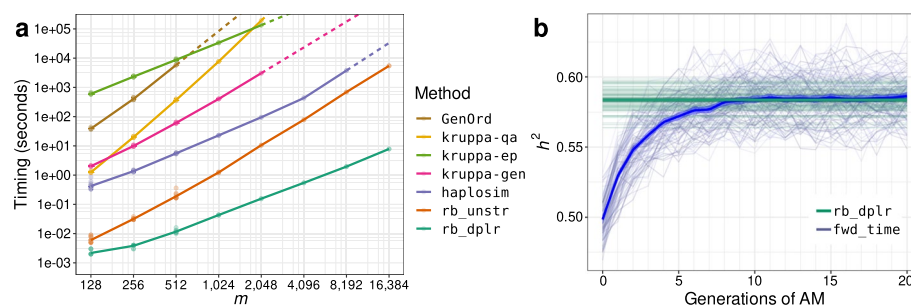 a
1e+05
1e+04
1e+03
1e+02
1e+01
1e+00
1e-01
1e-02
1e-03
Timing (seconds)
128 256 512 1,024 2,048 4,096 8,192 16,384
m
Method
GenOrd
kruppa-qa
kruppa-ep
kruppa-gen
haplosim
rb_unstr
rb_dplr
b
0.60
0.55
0.50
h²
rb_dplr
fwd_time
0 5 10 15 20
Generations of AM